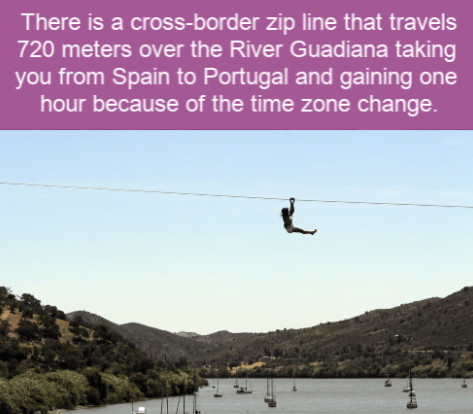 There is a cross-border zip line that travels
720 meters over the River Guadiana taking
you from Spain to Portugal and gaining one
hour because of the time zone change.